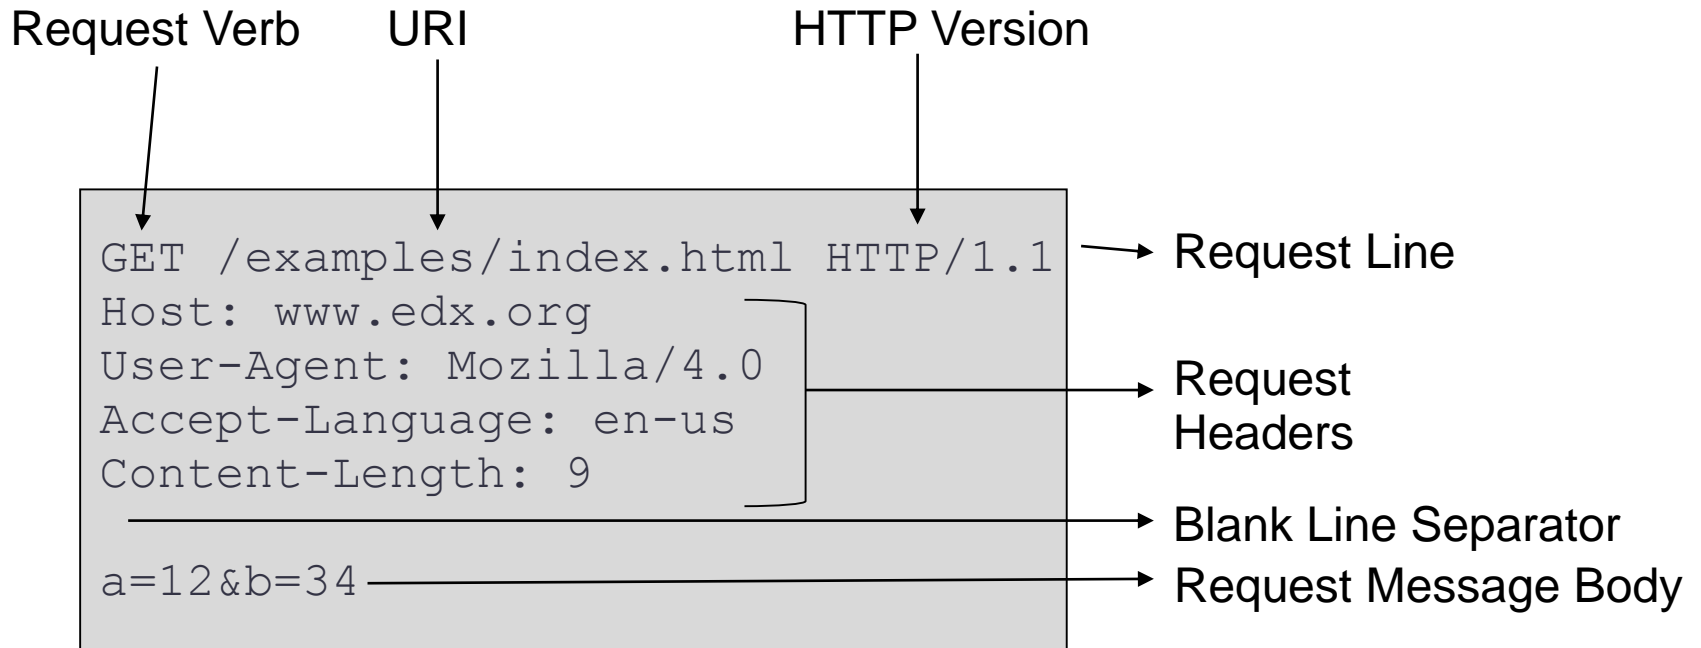 Request Verb URI HTTP Version
GET /examples/index.html HTTP/1.1
Request Line
Host: www.edx.org
User-Agent: Mozilla/4.0
Accept-Language: en-us
Content-Length: 9
Request
Headers
Blank Line Separator
a=12&b=34
Request Message Body